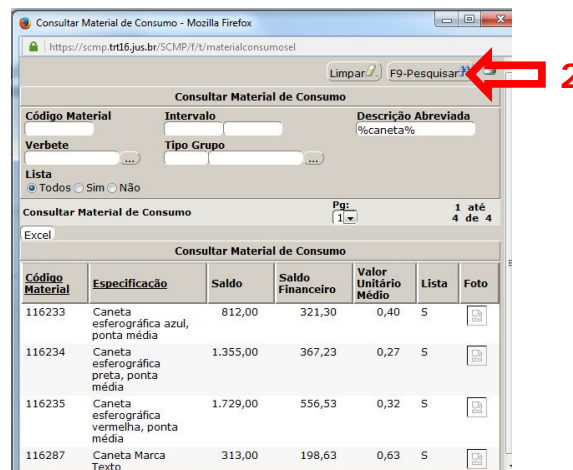 Consultar Material de Consumo - Mozilla Firefox
https://scmp.trt16.jus.br/SCMP/f/t/materialconsumosel
Limpar F9-Pesquisar
2
Consultar Material de Consumo
Código Material Intervalo Descrição Abreviada
%caneta%
Verbete Tipo Grupo
... ...
Lista
Todos Sim Não
Consultar Material de Consumo Pg: 1 1 até 4 de 4
Excel
Consultar Material de Consumo
Código Material Especificação Saldo Saldo Financeiro Valor Unitário Médio Lista Foto
116233 Caneta esferográfica azul, ponta média 812,00 321,30 0,40 S
116234 Caneta esferográfica preta, ponta média 1.355,00 367,23 0,27 S
116235 Caneta esferográfica vermelha, ponta média 1.729,00 556,53 0,32 S
116287 Caneta Marca Texto 313,00 198,63 0,63 S